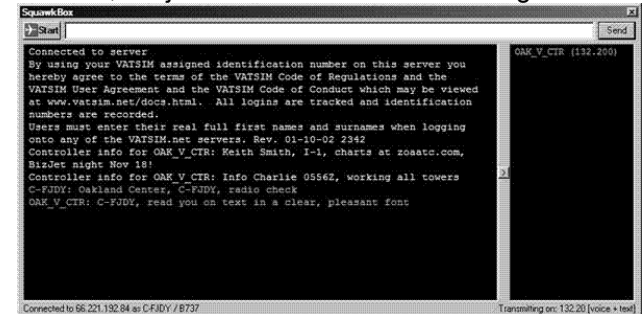 SquawkBox
Start
Send
Connected to server
By using your VATSIM assigned identification number on this server you
hereby agree to the terms of the VATSIM Code of Regulations and the
VATSIM User Agreement and the VATSIM Code of Conduct which may be viewed
at www.vatsim.net/docs.html.  All logins are tracked and identification
numbers are recorded.
Users must enter their real full first names and surnames when logging
onto any of the VATSIM.net servers. Rev. 01-10-02 2342
Controller info for OAK_V_CTR: Keith Smith, I-1, charts at zoaatc.com,
BizJet night Nov 18!
Controller info for OAK_V_CTR: Info Charlie 0556Z, working all towers
C-FJDY: Oakland Center, C-FJDY, radio check
OAK_V_CTR: C-FJDY, read you on text in a clear, pleasant font
OAK_V_CTR (132.200)
>
Connected to 66.221.192.84 as C-FJDY / B737
Transmitting on: 132.20 [voice + text]